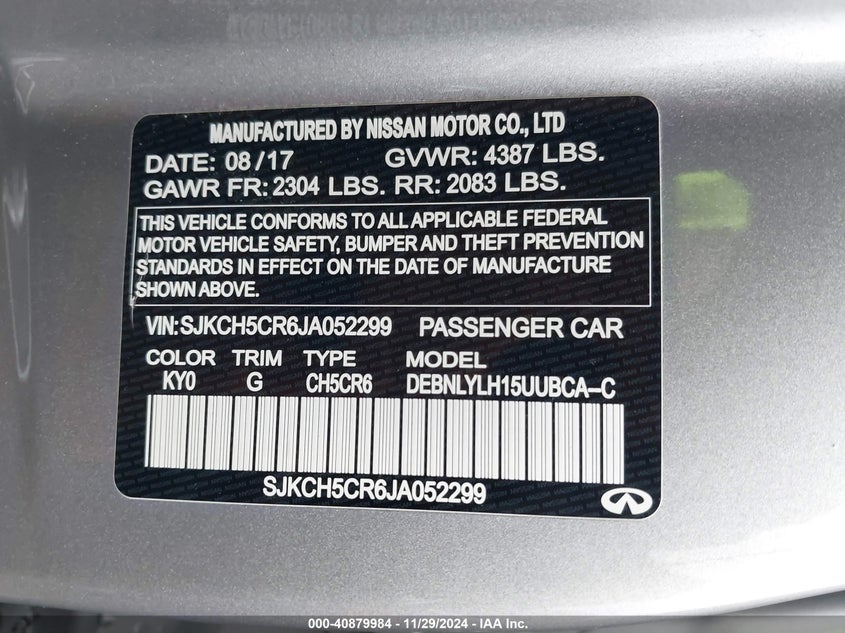 MANUFACTURED BY NISSAN MOTOR CO., LTD
DATE: 08/17 GVWR: 4387 LBS.
GAWR FR: 2304 LBS. RR: 2083 LBS.
THIS VEHICLE CONFORMS TO ALL APPLICABLE FEDERAL
MOTOR VEHICLE SAFETY, BUMPER AND THEFT PREVENTION
STANDARDS IN EFFECT ON THE DATE OF MANUFACTURE
SHOWN ABOVE.
VIN:SJKCH5CR6JA052299 PASSENGER CAR
COLOR TRIM TYPE MODEL
KY0 G CH5CR6 DEBNLYLH15UUBCA-C
SJKCH5CR6JA052299
000-40879984 - 11/29/2024 - IAA Inc.